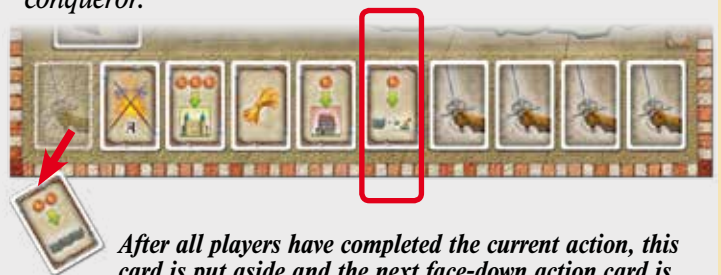 conqueror.
After all players have completed the current action, this
card is put aside and the next face-down action card is